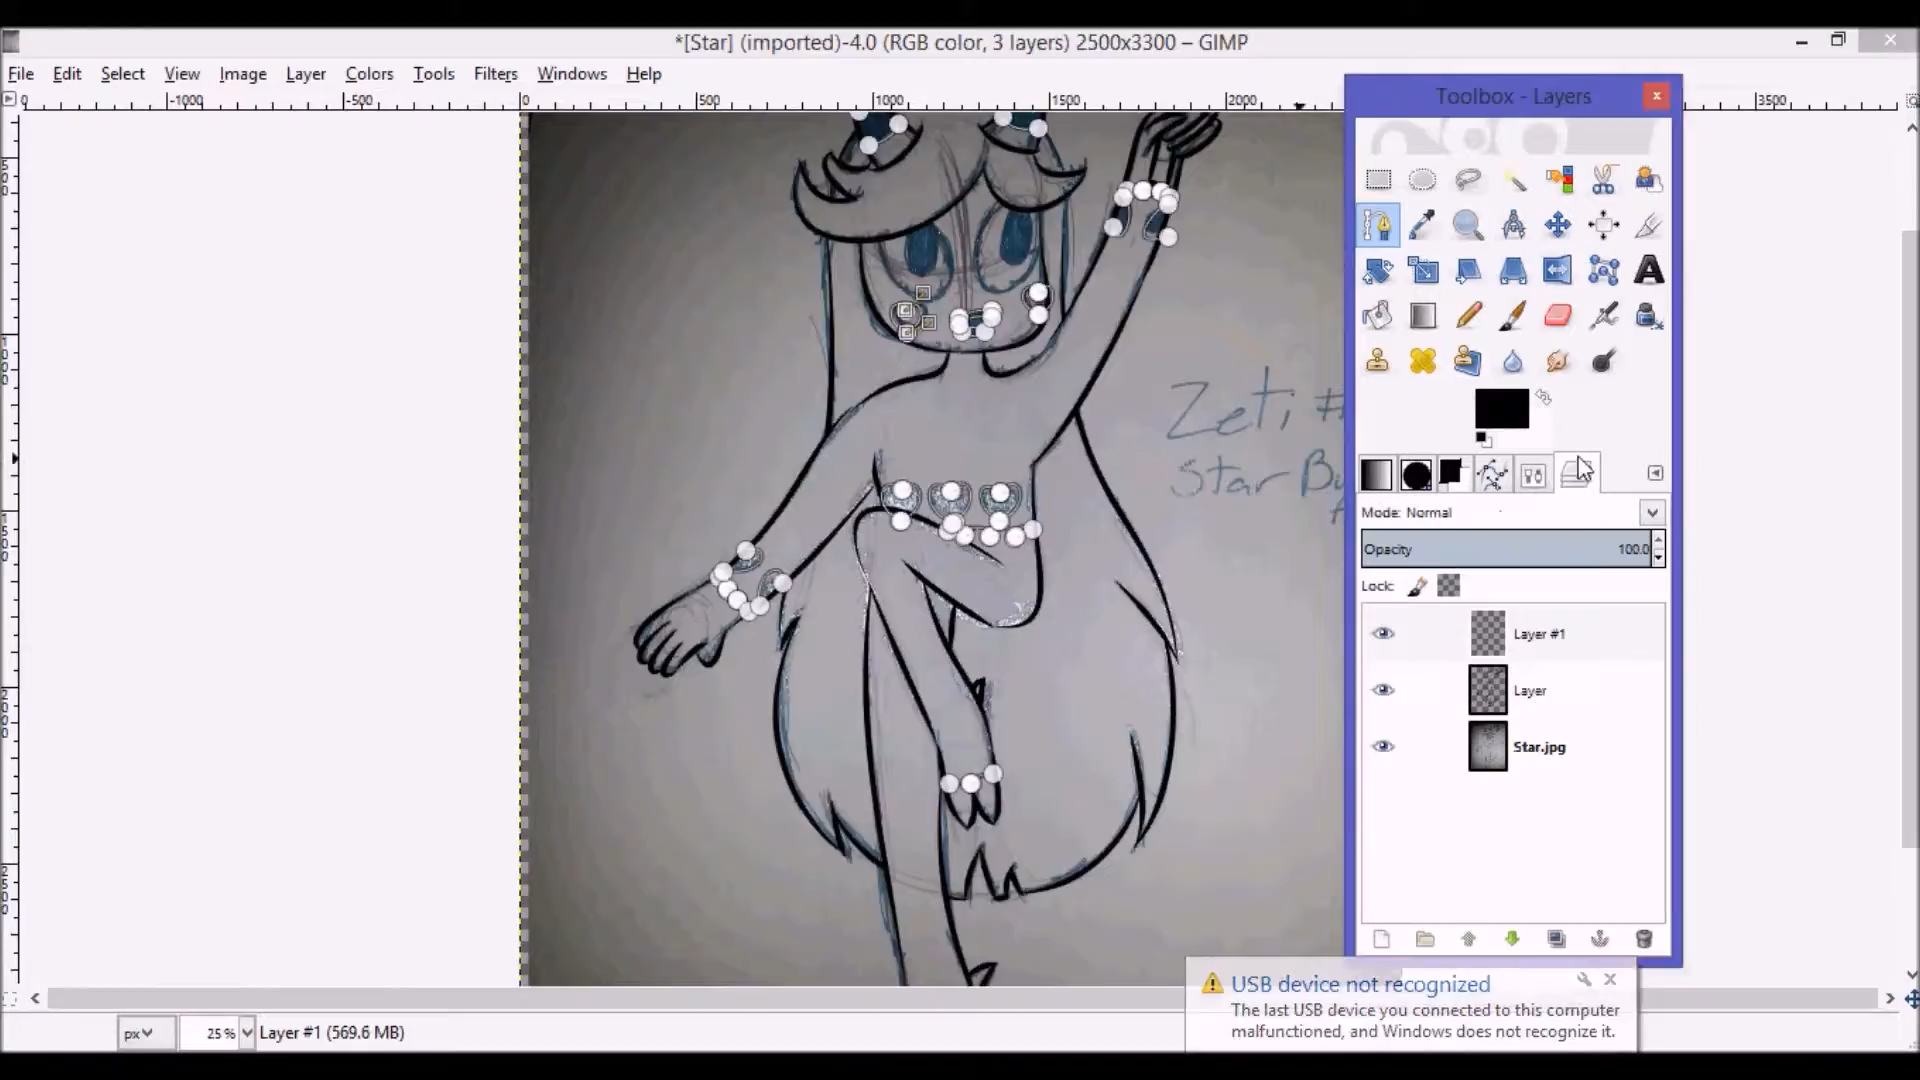 *[Star] (imported)-4.0 (RGB color, 3 layers) 2500x3300 – GIMP
File Edit Select View Image Layer Colors Tools Filters Windows Help
0 -1000 -500 0 500 1000 1500 2000 3500
Toolbox - Layers
Zeti #
Star Bu
Mode: Normal
Opacity 100.0
Lock:
Layer #1
Layer
Star.jpg
USB device not recognized
The last USB device you connected to this computer
malfunctioned, and Windows does not recognize it.
px 25 % Layer #1 (569.6 MB)